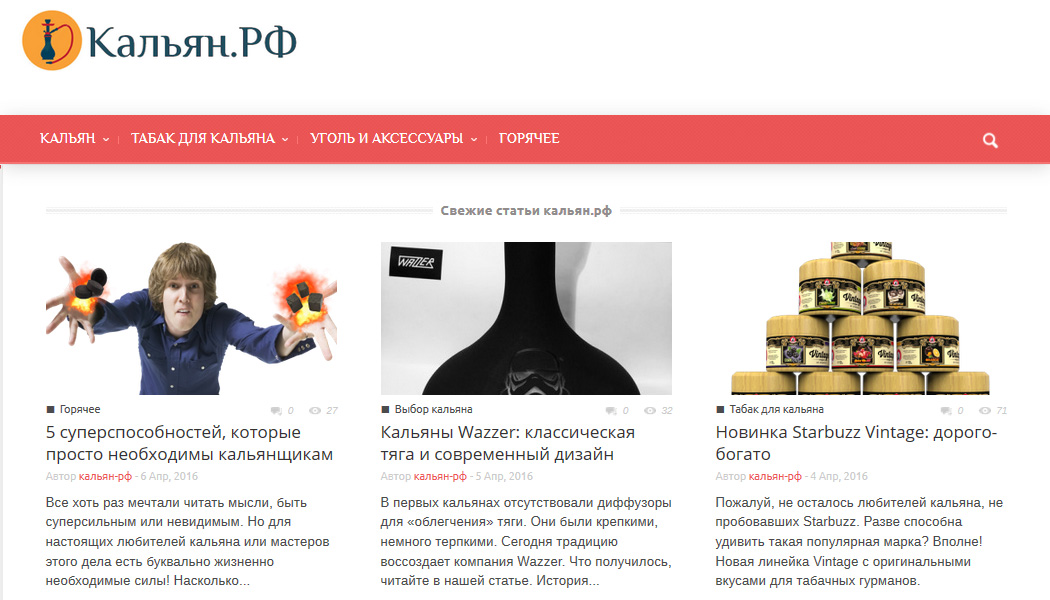 Кальян.РФ
КАЛЬЯН
ТАБАК ДЛЯ КАЛЬЯНА
УГОЛЬ И АКСЕССУАРЫ
ГОРЯЧЕЕ
Свежие статьи кальян.рф
WAZZER
Vintage
Горячее 0 27
5 суперспособностей, которые
просто необходимы кальянщикам
Автор кальян-рф - 6 Апр, 2016
Все хоть раз мечтали читать мысли, быть
суперсильным или невидимым. Но для
настоящих любителей кальяна или мастеров
этого дела есть буквально жизненно
необходимые силы! Насколько...
Выбор кальяна 0 32
Кальяны Wazzer: классическая
тяга и современный дизайн
Автор кальян-рф - 5 Апр, 2016
В первых кальянах отсутствовали диффузоры
для «облегчения» тяги. Они были крепкими,
немного терпкими. Сегодня традицию
воссоздает компания Wazzer. Что получилось,
читайте в нашей статье. История...
Табак для кальяна 0 71
Новинка Starbuzz Vintage: дорого-
богато
Автор кальян-рф - 4 Апр, 2016
Пожалуй, не осталось любителей кальяна, не
пробовавших Starbuzz. Разве способна
удивить такая популярная марка? Вполне!
Новая линейка Vintage с оригинальными
вкусами для табачных гурманов.